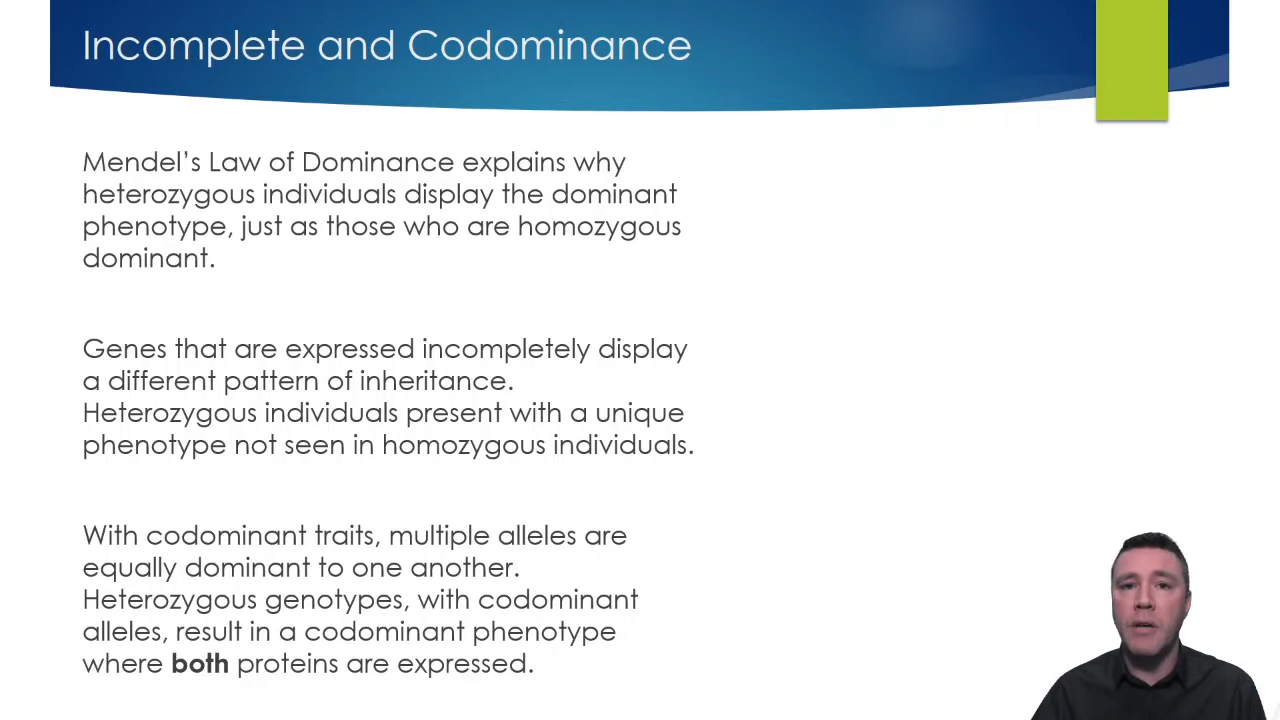 Incomplete and Codominance
Mendel’s Law of Dominance explains why
heterozygous individuals display the dominant
phenotype, just as those who are homozygous
dominant.
Genes that are expressed incompletely display
a different pattern of inheritance.
Heterozygous individuals present with a unique
phenotype not seen in homozygous individuals.
With codominant traits, multiple alleles are
equally dominant to one another.
Heterozygous genotypes, with codominant
alleles, result in a codominant phenotype
where both proteins are expressed.